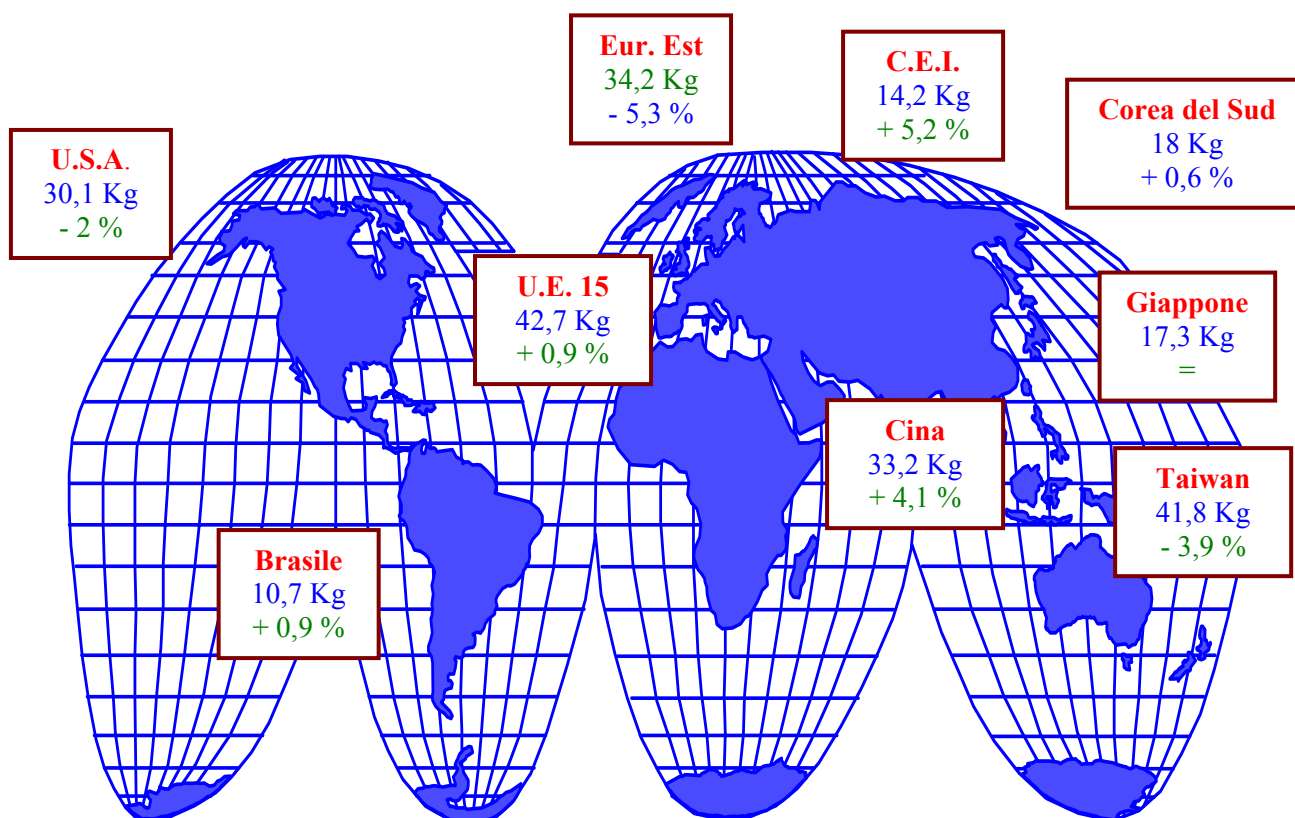 Eur. Est
34,2 Kg
- 5,3 %
C.E.I.
14,2 Kg
+ 5,2 %
Corea del Sud
18 Kg
+ 0,6 %
U.S.A.
30,1 Kg
- 2 %
U.E. 15
42,7 Kg
+ 0,9 %
Giappone
17,3 Kg
=
Cina
33,2 Kg
+ 4,1 %
Taiwan
41,8 Kg
- 3,9 %
Brasile
10,7 Kg
+ 0,9 %